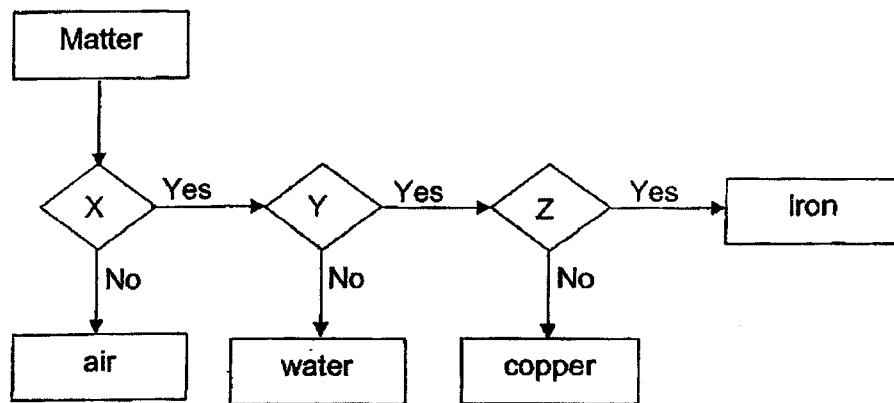 Matter
X
Yes
Y
Yes
Z
Yes
iron
No
No
No
air
water
copper